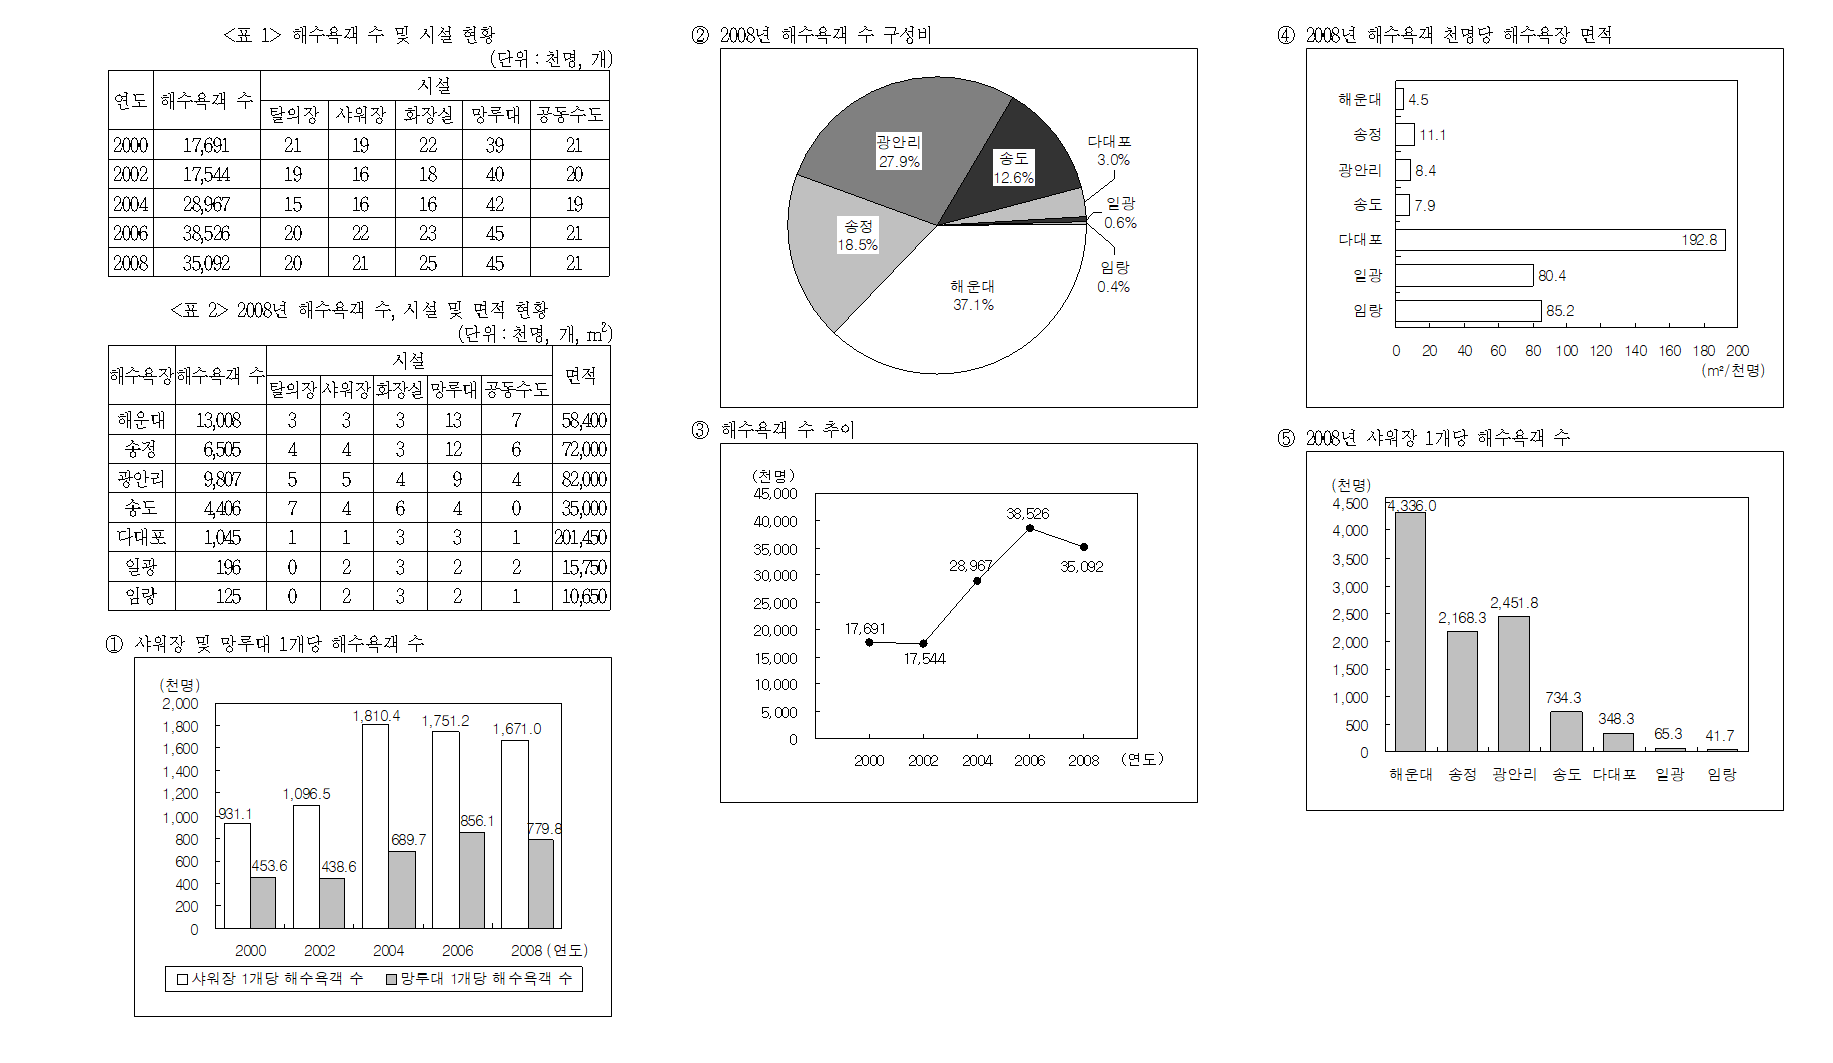 <표 1> 해수욕객 수 및 시설 현황
(단위 : 천명, 개)
연도 해수욕객 수 시설
탈의장 샤워장 화장실 망루대 공동수도
2000 17,691 21 19 22 39 21
2002 17,544 19 16 18 40 20
2004 28,967 15 16 16 42 19
2006 38,526 20 22 23 45 21
2008 35,092 20 21 25 45 21
<표 2> 2008년 해수욕객 수, 시설 및 면적 현황
(단위 : 천명, 개, m²)
해수욕장 해수욕객 수 시설 면적
탈의장 샤워장 화장실 망루대 공동수도
해운대 13,008 3 3 3 13 7 58,400
송정 6,505 4 4 3 12 6 72,000
광안리 9,807 5 5 4 9 4 82,000
송도 4,406 7 4 6 4 0 35,000
다대포 1,045 1 1 3 3 1 201,450
일광 196 0 2 3 2 2 15,750
임랑 125 0 2 3 2 1 10,650
① 샤워장 및 망루대 1개당 해수욕객 수
(천명)
2,000
1,800
1,600
1,400
1,200
1,000
800
600
400
200
0
931.1 1,096.5 1,810.4 1,751.2 1,671.0
453.6 438.6 689.7 856.1 779.8
2000 2002 2004 2006 2008 (연도)
샤워장 1개당 해수욕객 수 망루대 1개당 해수욕객 수
② 2008년 해수욕객 수 구성비
광안리
27.9%
송도
12.6%
다대포
3.0%
일광
0.6%
임랑
0.4%
송정
18.5%
해운대
37.1%
③ 해수욕객 수 추이
(천명)
45,000
40,000
35,000
30,000
25,000
20,000
15,000
10,000
5,000
0
17,691 17,544 28,967 38,526 35,092
2000 2002 2004 2006 2008 (연도)
④ 2008년 해수욕객 천명당 해수욕장 면적
해운대 4.5
송정 11.1
광안리 8.4
송도 7.9
다대포 192.8
일광 80.4
임랑 85.2
0 20 40 60 80 100 120 140 160 180 200
(m²/천명)
⑤ 2008년 샤워장 1개당 해수욕객 수
(천명)
4,500
4,000
3,500
3,000
2,500
2,000
1,500
1,000
500
0
4,336.0 2,168.3 2,451.8 734.3 348.3 65.3 41.7
해운대 송정 광안리 송도 다대포 일광 임랑